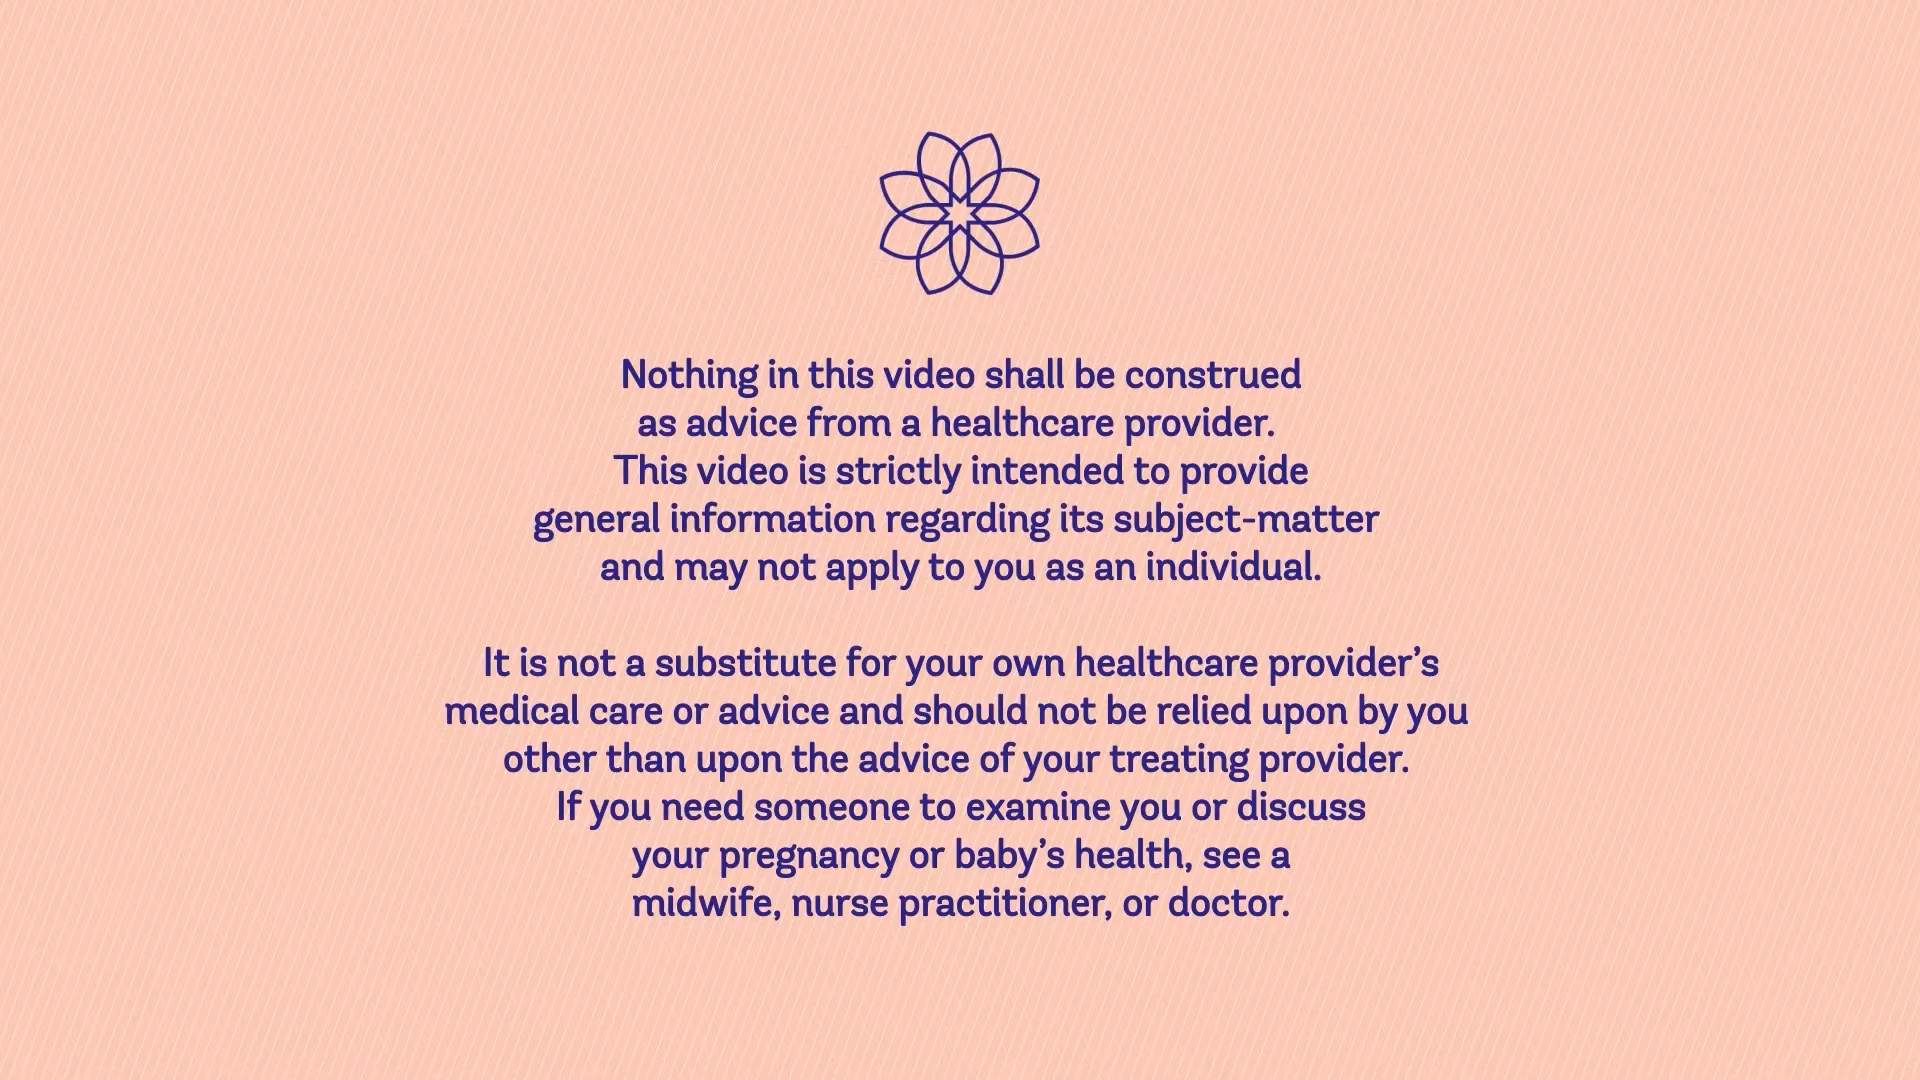 Nothing in this video shall be construed
as advice from a healthcare provider.
This video is strictly intended to provide
general information regarding its subject-matter
and may not apply to you as an individual.
It is not a substitute for your own healthcare provider’s
medical care or advice and should not be relied upon by you
other than upon the advice of your treating provider.
If you need someone to examine you or discuss
your pregnancy or baby’s health, see a
midwife, nurse practitioner, or doctor.